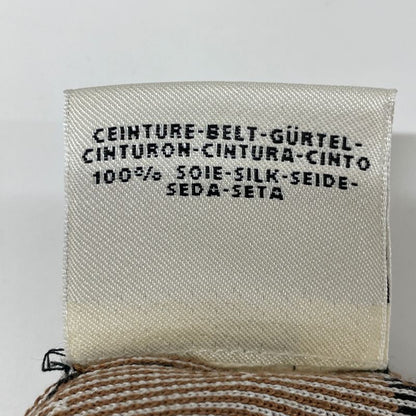 CEINTURE-BELT-GÜRTEL-
CINTURON-CINTURA-CINTO
100% SOIE-SILK-SEIDE-
SEDA-SETA